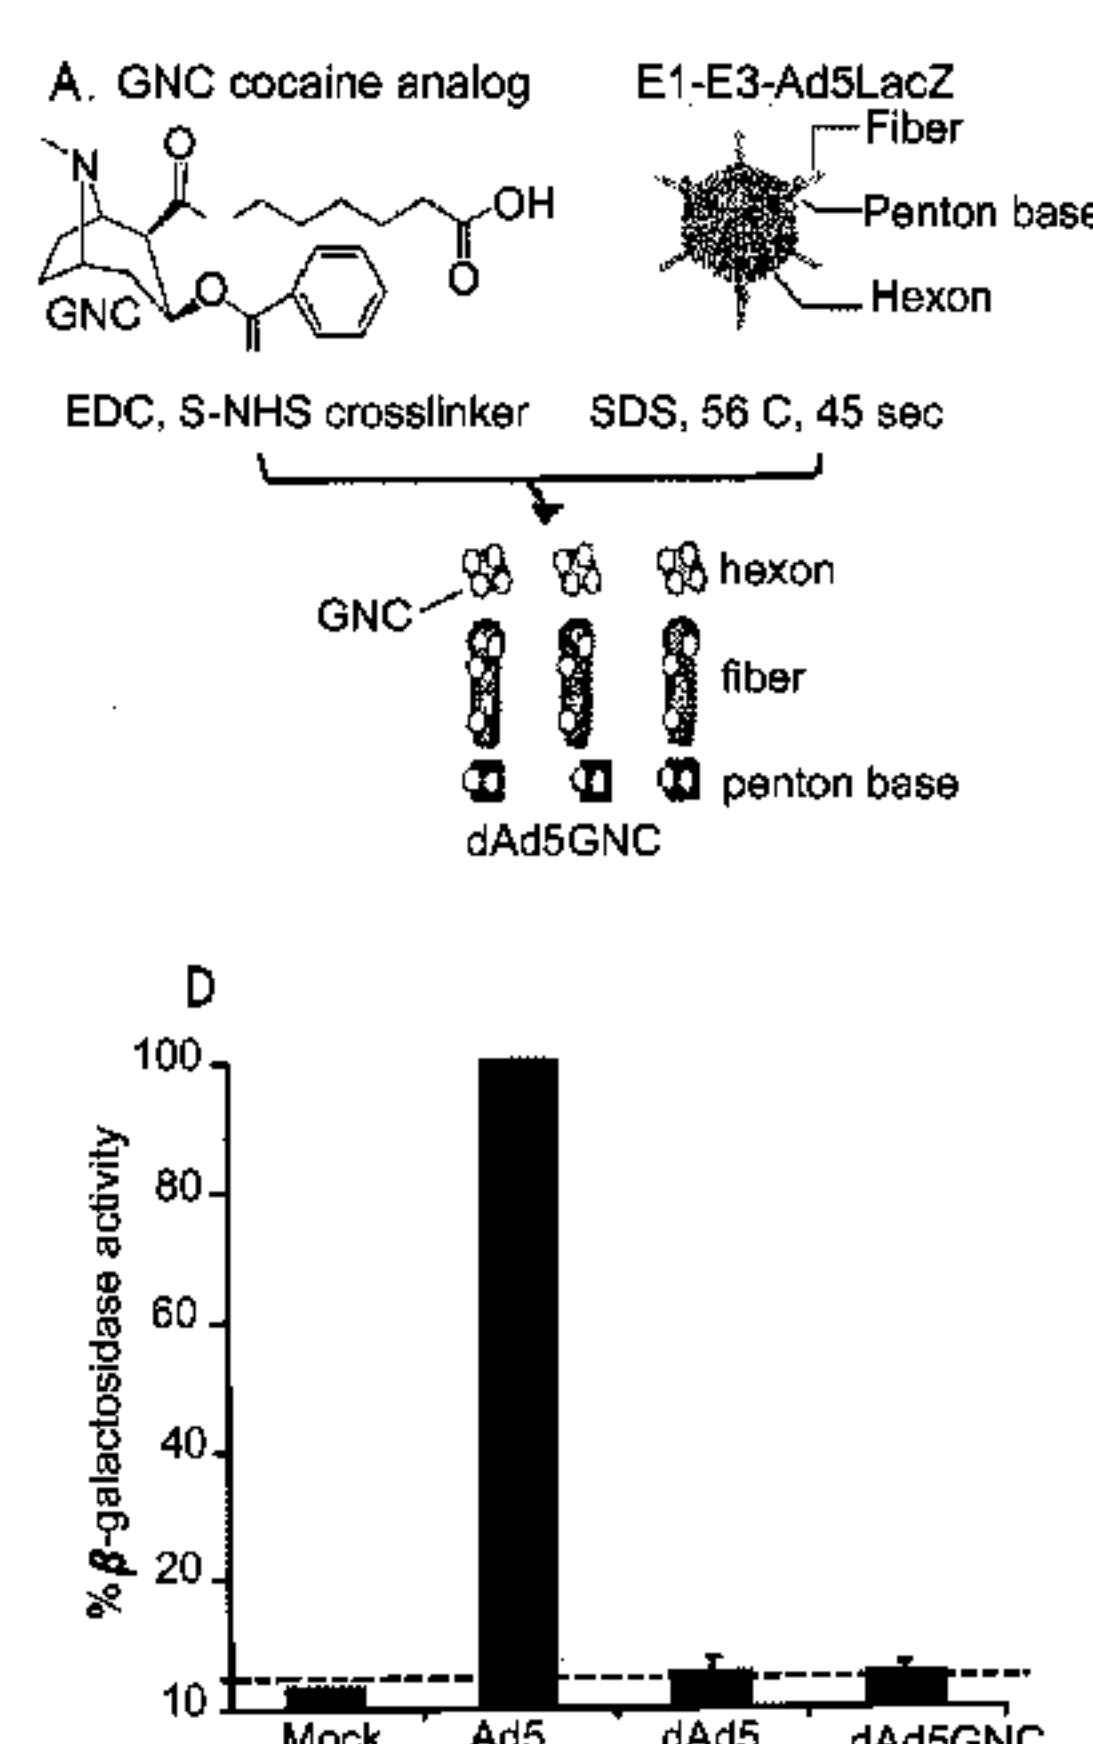 A. GNC cocaine analog
E1-E3-Ad5LacZ
Fiber
Penton base
Hexon
N
O
OH
O
O
GNC
EDC, S-NHS crosslinker
SDS, 56 C, 45 sec
hexon
GNC
fiber
penton base
dAd5GNC
D
% β-galactosidase activity
100
80
60
40
20
10
Mock
Ad5
dAd5
dAd5GNC